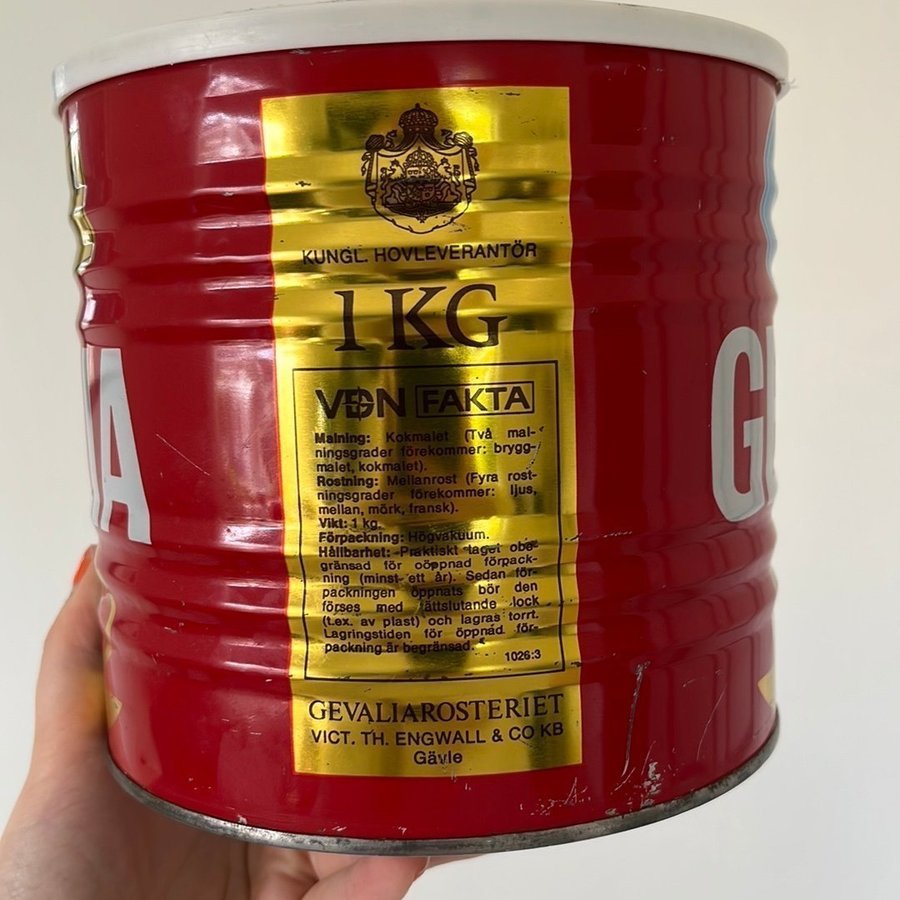 KUNGL. HOVLEVERANTÖR
1 KG
VDN FAKTA
Malning: Kokmalet (Två mal-
ningsgrader förekommer: brygg-
malet, kokmalet).
Rostning: Mellanrost (Fyra rost-
ningsgrader förekommer: ljus,
mellan, mörk, fransk).
Vikt: 1 kg.
Förpackning: Högvakuum.
Hållbarhet: Praktiskt taget obe-
gränsad för oöppnad förpack-
ning (minst ett år). Sedan för-
packningen öppnats bör den
förses med tättslutande lock
(t.ex. av plast) och lagras torrt.
Lagringstiden för öppnad för-
packning är begränsad.
1026:3
GEVALIAROSTERIET
VICT. TH. ENGWALL & CO KB
Gävle
IA
GE